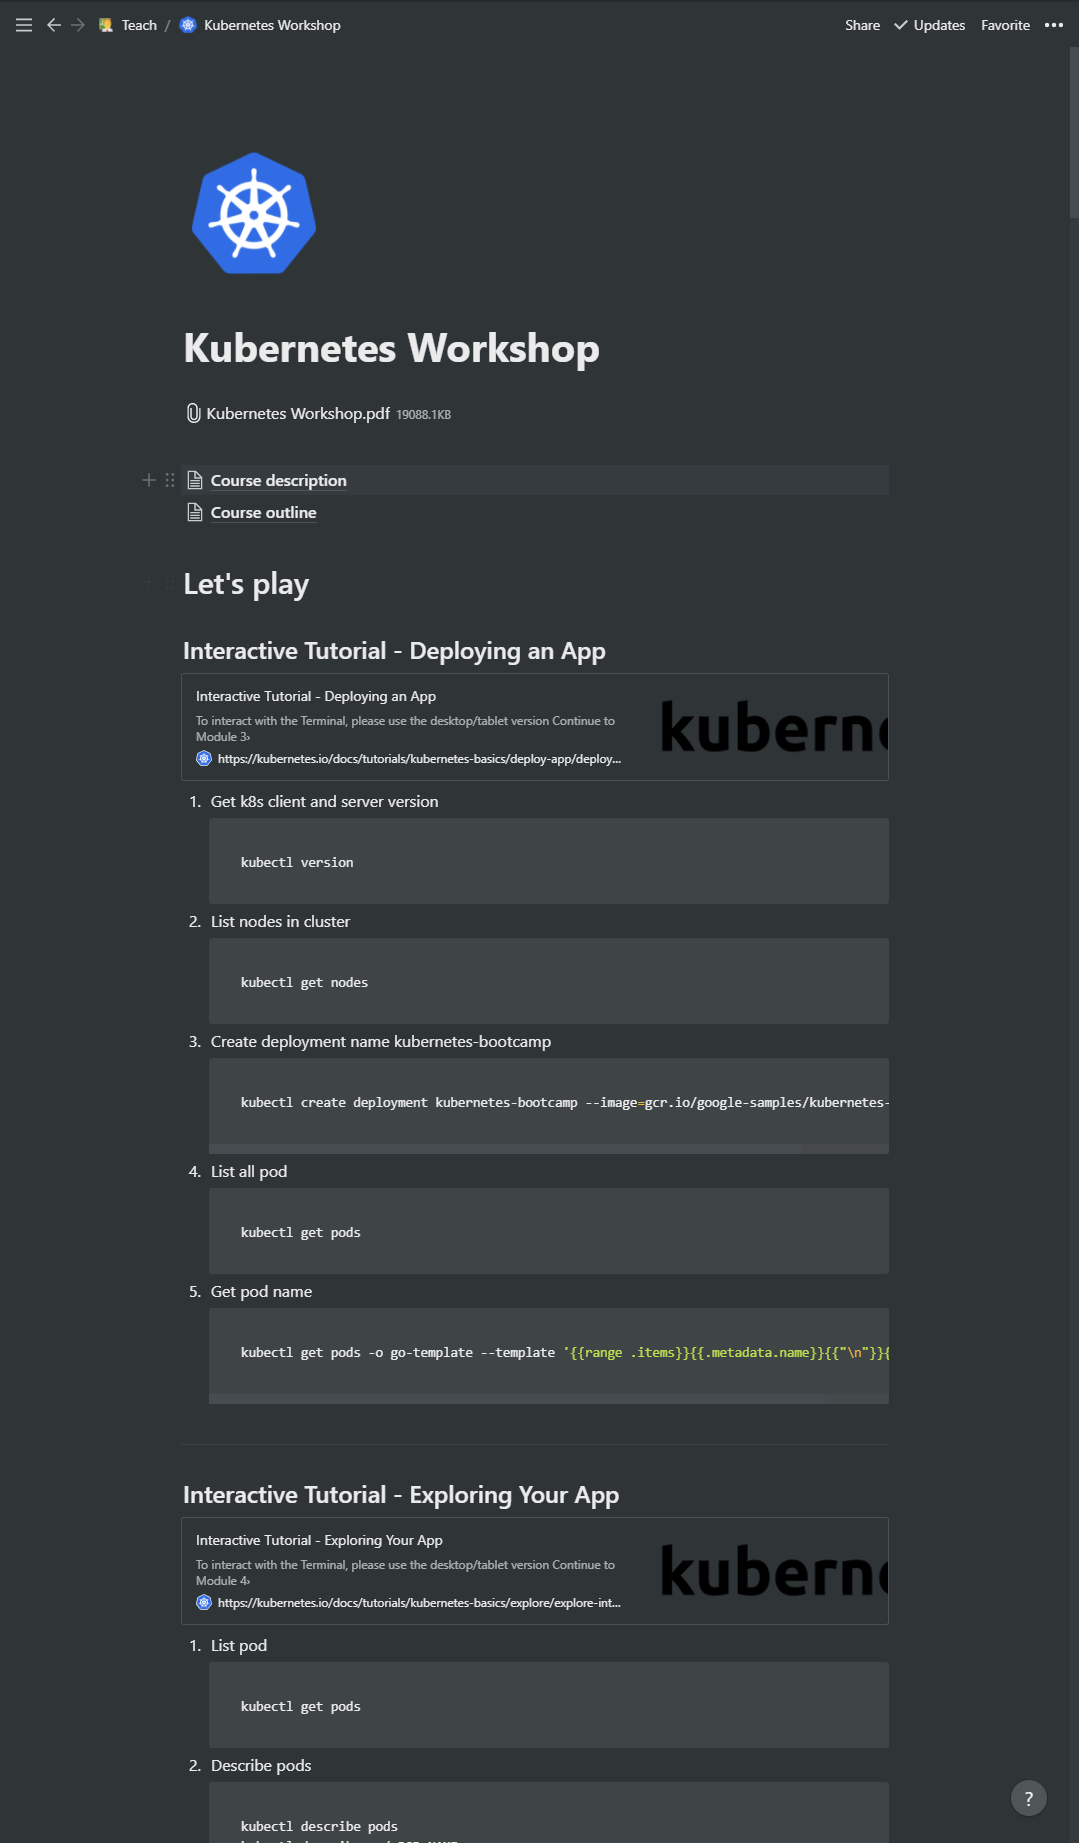 Teach / Kubernetes Workshop
Share Updates Favorite
Kubernetes Workshop
Kubernetes Workshop.pdf 19088.1KB
Course description
Course outline
Let's play
Interactive Tutorial - Deploying an App
Interactive Tutorial - Deploying an App
To interact with the Terminal, please use the desktop/tablet version Continue to
Module 3›
https://kubernetes.io/docs/tutorials/kubernetes-basics/deploy-app/deploy...
kuberne
1. Get k8s client and server version
kubectl version
2. List nodes in cluster
kubectl get nodes
3. Create deployment name kubernetes-bootcamp
kubectl create deployment kubernetes-bootcamp --image=gcr.io/google-samples/kubernetes-
4. List all pod
kubectl get pods
5. Get pod name
kubectl get pods -o go-template --template '{{range .items}}{{.metadata.name}}{{"\n"}}{
Interactive Tutorial - Exploring Your App
Interactive Tutorial - Exploring Your App
To interact with the Terminal, please use the desktop/tablet version Continue to
Module 4›
https://kubernetes.io/docs/tutorials/kubernetes-basics/explore/explore-int...
kuberne
1. List pod
kubectl get pods
2. Describe pods
kubectl describe pods
?